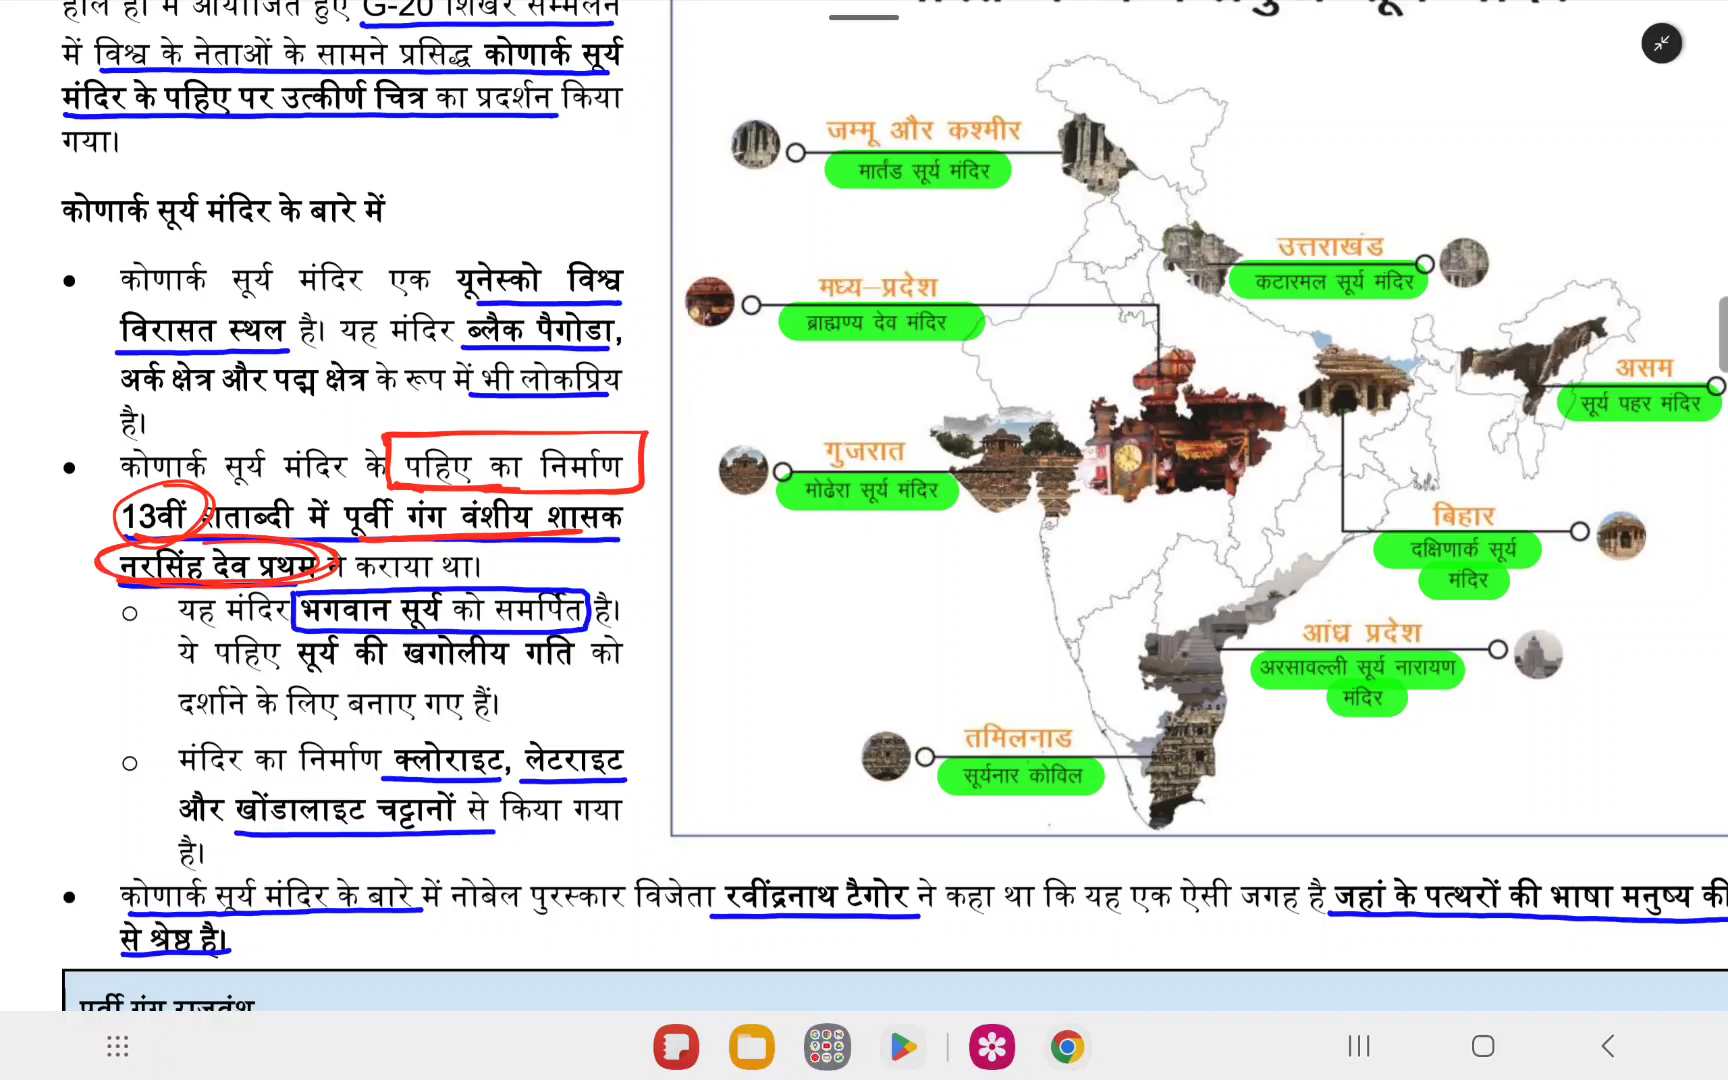 हाल ही में आयोजित हुए G-20 शिखर सम्मेलन
में विश्व के नेताओं के सामने प्रसिद्ध कोणार्क सूर्य
मंदिर के पहिए पर उत्कीर्ण चित्र का प्रदर्शन किया
गया।
कोणार्क सूर्य मंदिर के बारे में
• कोणार्क सूर्य मंदिर एक यूनेस्को विश्व
विरासत स्थल है। यह मंदिर ब्लैक पैगोडा,
अर्क क्षेत्र और पद्म क्षेत्र के रूप में भी लोकप्रिय
है।
• कोणार्क सूर्य मंदिर के पहिए का निर्माण
13वीं शताब्दी में पूर्वी गंग वंशीय शासक
नरसिंह देव प्रथम ने कराया था।
o यह मंदिर भगवान सूर्य को समर्पित है।
ये पहिए सूर्य की खगोलीय गति को
दर्शाने के लिए बनाए गए हैं।
o मंदिर का निर्माण क्लोराइट, लेटराइट
और खोंडालाइट चट्टानों से किया गया
है।
• कोणार्क सूर्य मंदिर के बारे में नोबेल पुरस्कार विजेता रवींद्रनाथ टैगोर ने कहा था कि यह एक ऐसी जगह है जहां के पत्थरों की भाषा मनुष्य की
से श्रेष्ठ है।
पूर्वी गंग राजवंश
जम्मू और कश्मीर
मार्तंड सूर्य मंदिर
उत्तराखंड
कटारमल सूर्य मंदिर
मध्य-प्रदेश
ब्राह्मण्य देव मंदिर
असम
सूर्य पहर मंदिर
गुजरात
मोढेरा सूर्य मंदिर
बिहार
दक्षिणार्क सूर्य
मंदिर
आंध्र प्रदेश
अरसावल्ली सूर्य नारायण
मंदिर
तमिलनाड
सूर्यनार कोविल